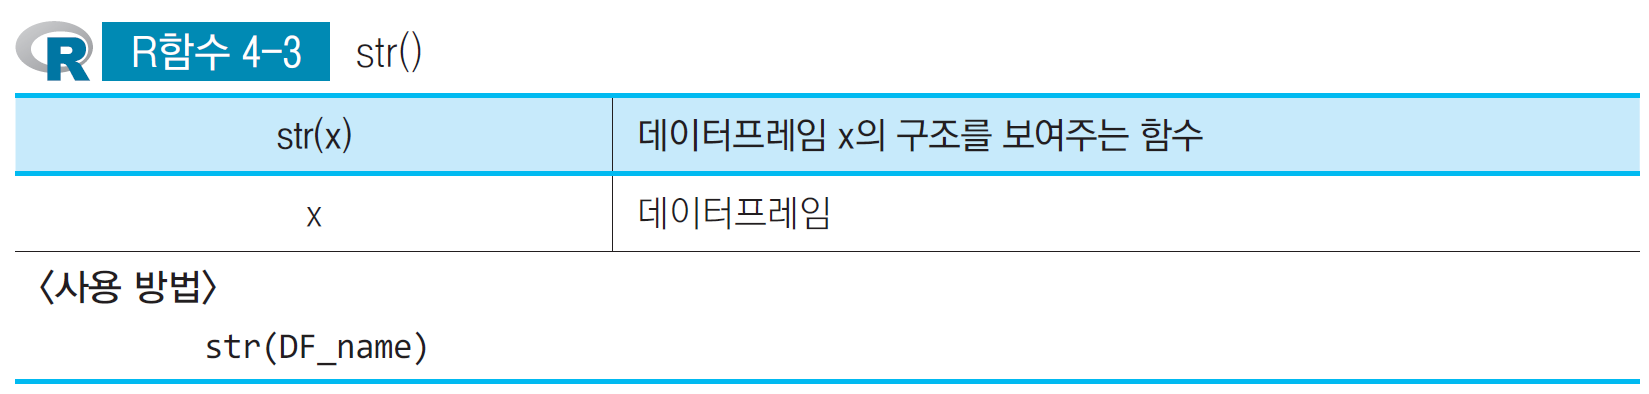 R R함수 4-3 str()
str(x) 데이터프레임 x의 구조를 보여주는 함수
x 데이터프레임
〈사용 방법〉
str(DF_name)